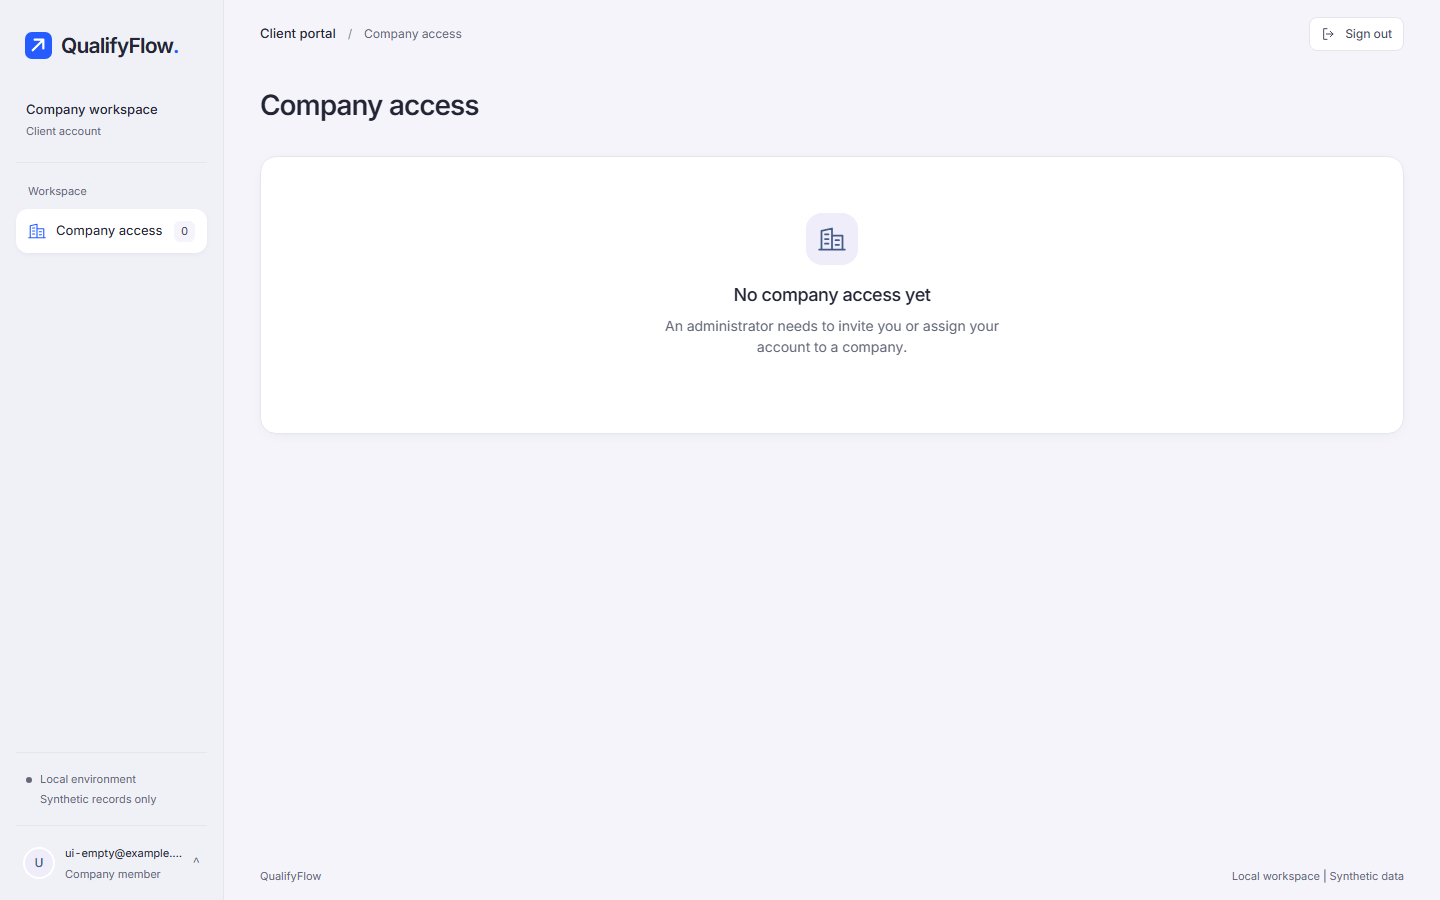 QualifyFlow.
Company workspace
Client account
Workspace
Company access 0
Local environment
Synthetic records only
U
ui-empty@example....
Company member
^
Client portal / Company access
Sign out
Company access
No company access yet
An administrator needs to invite you or assign your
account to a company.
QualifyFlow
Local workspace | Synthetic data